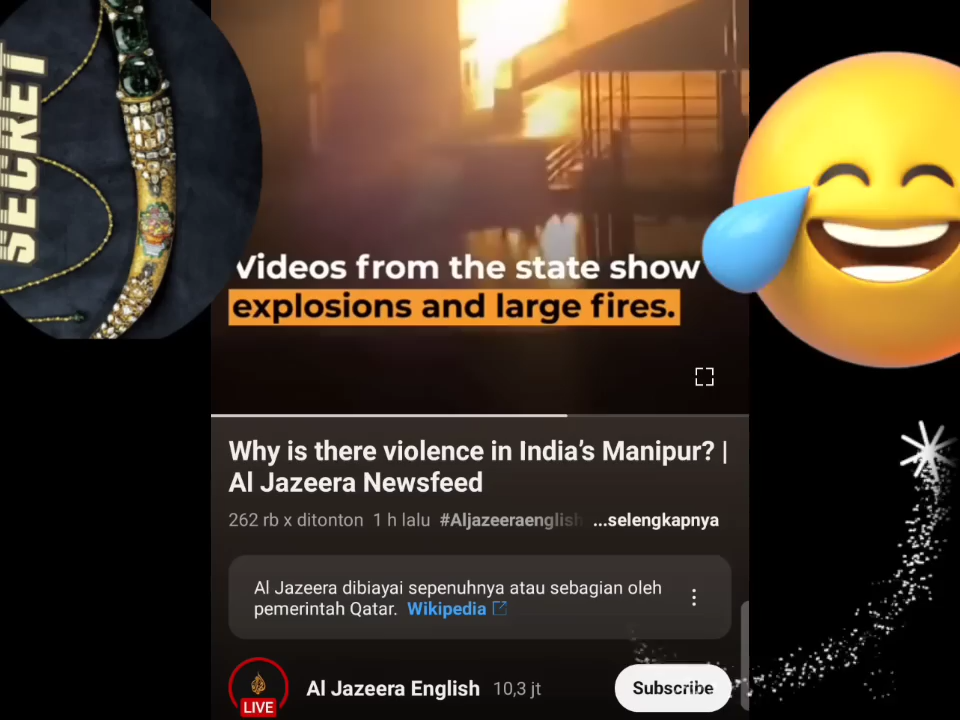 SECRET
Videos from the state show
explosions and large fires.
Why is there violence in India's Manipur? |
Al Jazeera Newsfeed
262 rb x ditonton 1 h lalu #Aljazeeraenglish ...selengkapnya
Al Jazeera dibiayai sepenuhnya atau sebagian oleh
pemerintah Qatar. Wikipedia
Al Jazeera English 10,3 jt
Subscribe
LIVE